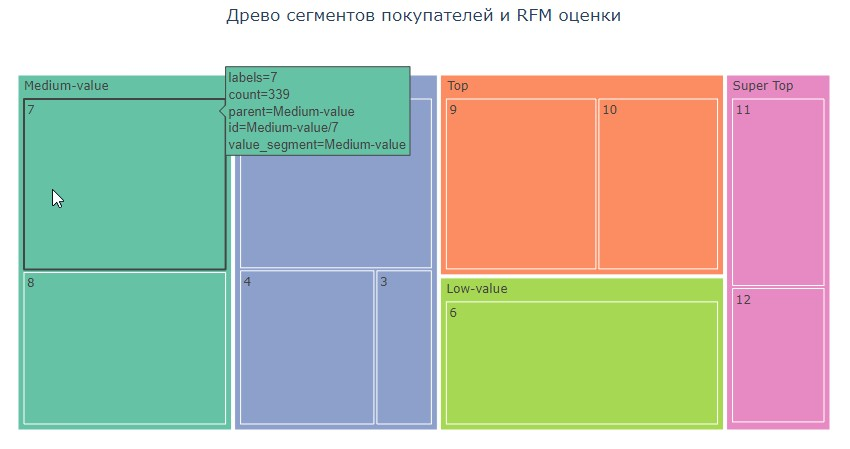 Древо сегментов покупателей и RFM оценки
Medium-value
7
8
labels=7
count=339
parent=Medium-value
id=Medium-value/7
value_segment=Medium-value
4
3
Top
9
10
Low-value
6
Super Top
11
12